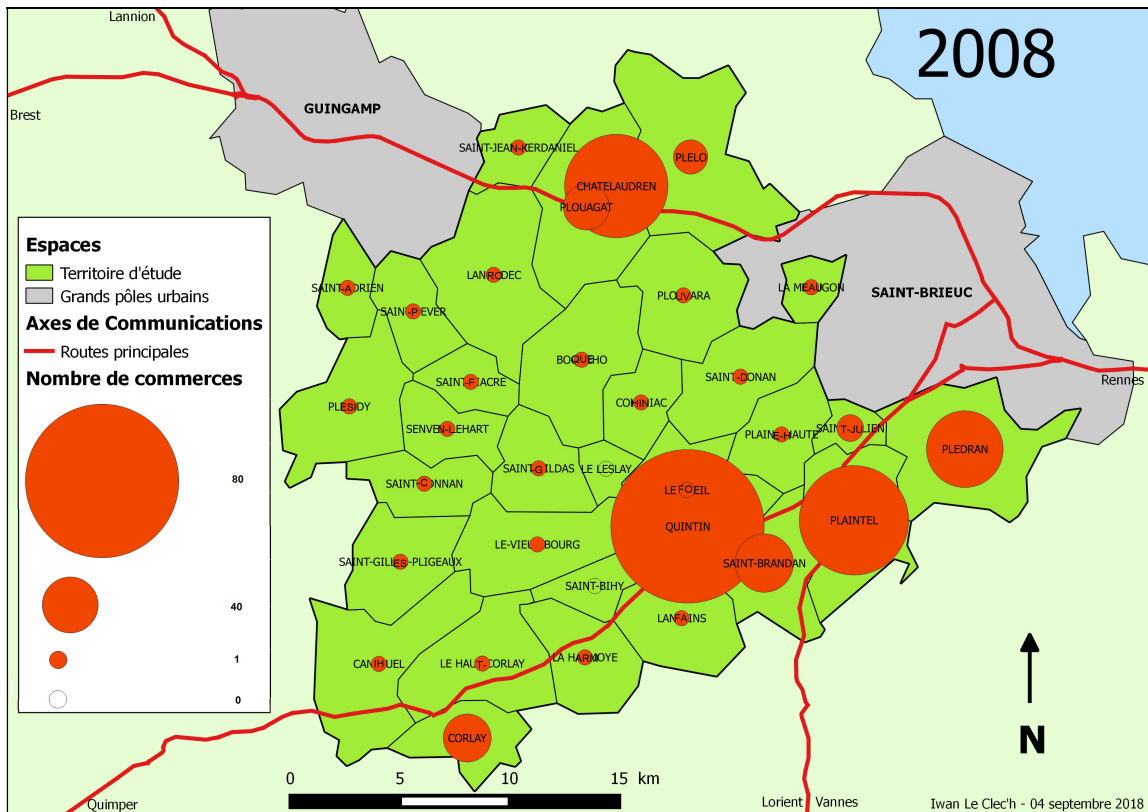 Lannion
2008
GUINGAMP
Brest
SAINT-JEAN-KERDANIEL
PLELO
CHATELAUDREN
PLOUAGAT
Espaces
Territoire d'étude
Grands pôles urbains
Axes de Communications
Routes principales
Nombre de commerces
80
40
1
0
LANRODEC
SAINT-ADRIEN
PLOUVARA
LA MEAUGON
SAINT-BRIEUC
SAINT-PEVER
BOQUEHO
SAINT-FIACRE
SAINT-DONAN
Rennes
PLESIDY
COHINIAC
SENVEN-LEHART
PLAINE-HAUTE
SAINT-JULIEN
PLEDRAN
SAINT-GILDAS
LE LESLAY
SAINT-CONNAN
LE FOEIL
QUINTIN
PLAINTEL
LE-VIEUX-BOURG
SAINT-GILLES-PLIGEAUX
SAINT-BRANDAN
SAINT-BIHY
LANFAINS
CANIHUEL
LE HAUT-CORLAY
LA HARMOYE
CORLAY
N
0 5 10 15 km
Quimper
Lorient
Vannes
Iwan Le Clec'h - 04 septembre 2018